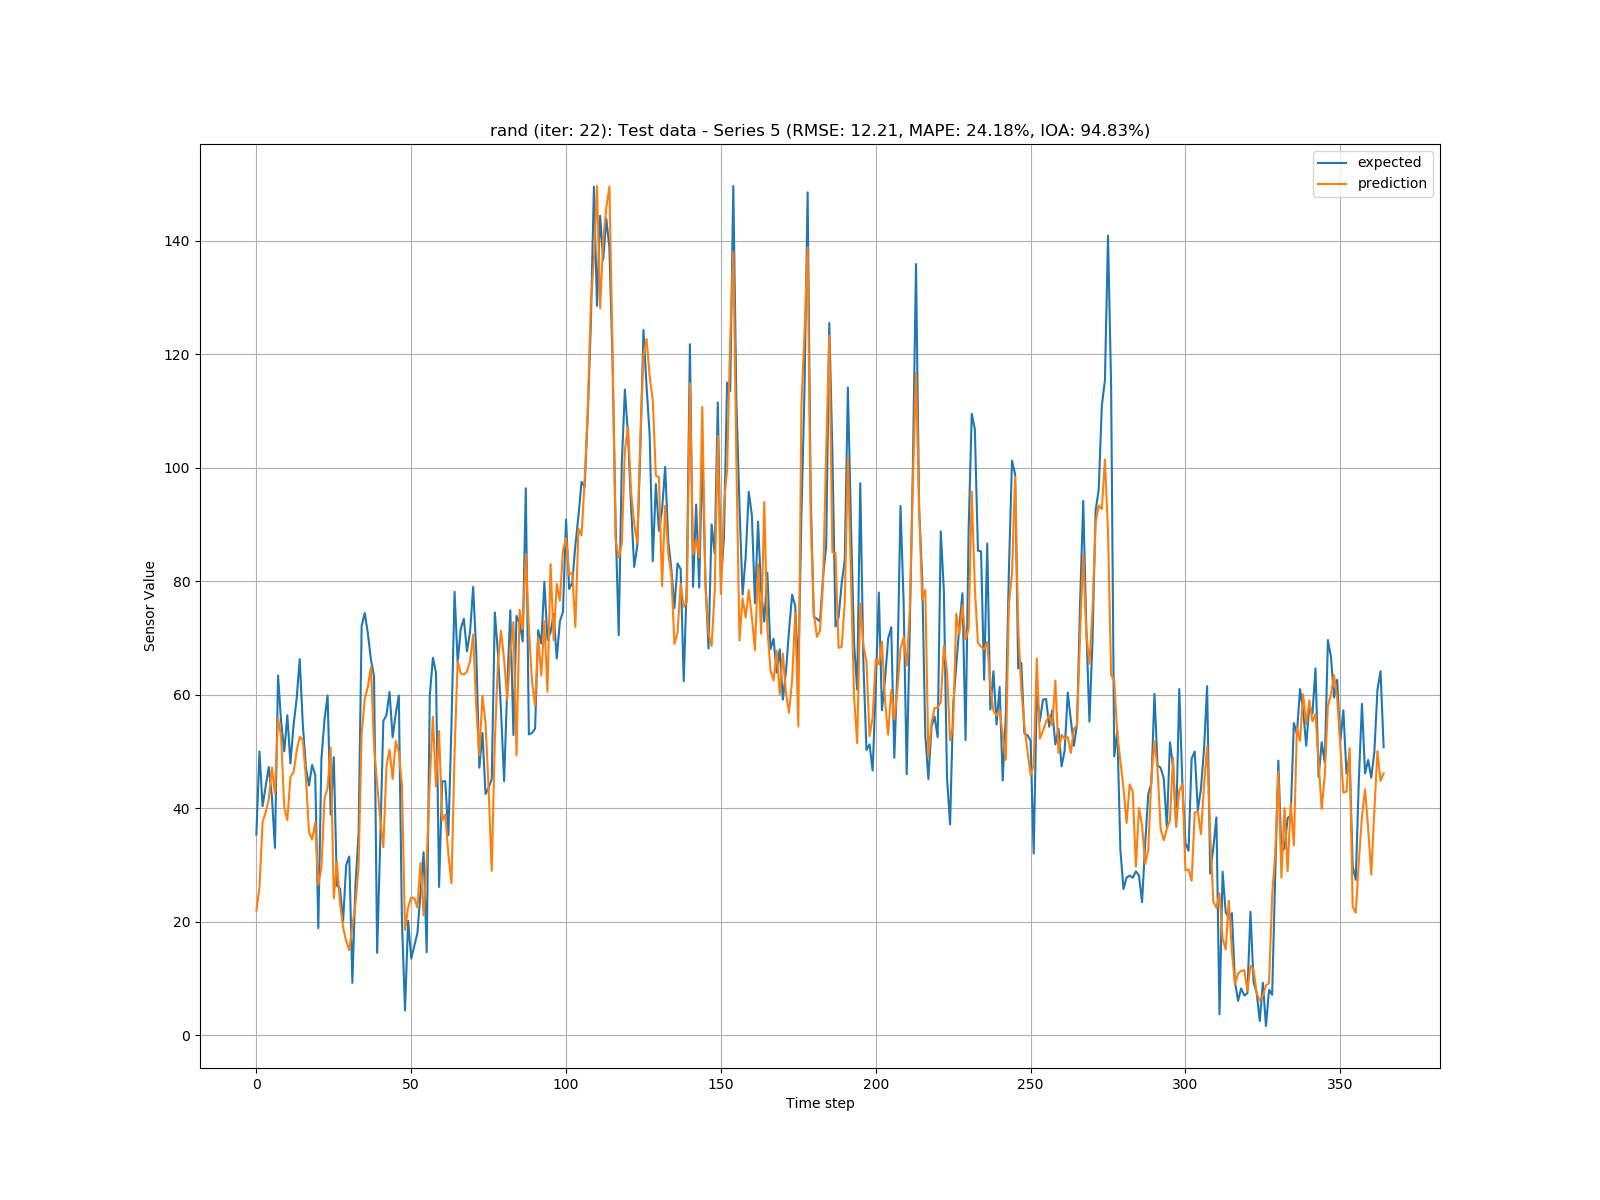 rand (iter: 22): Test data - Series 5 (RMSE: 12.21, MAPE: 24.18%, IOA: 94.83%)
expected
prediction
Sensor Value
140
120
100
80
60
40
20
0
0 50 100 150 200 250 300 350
Time step